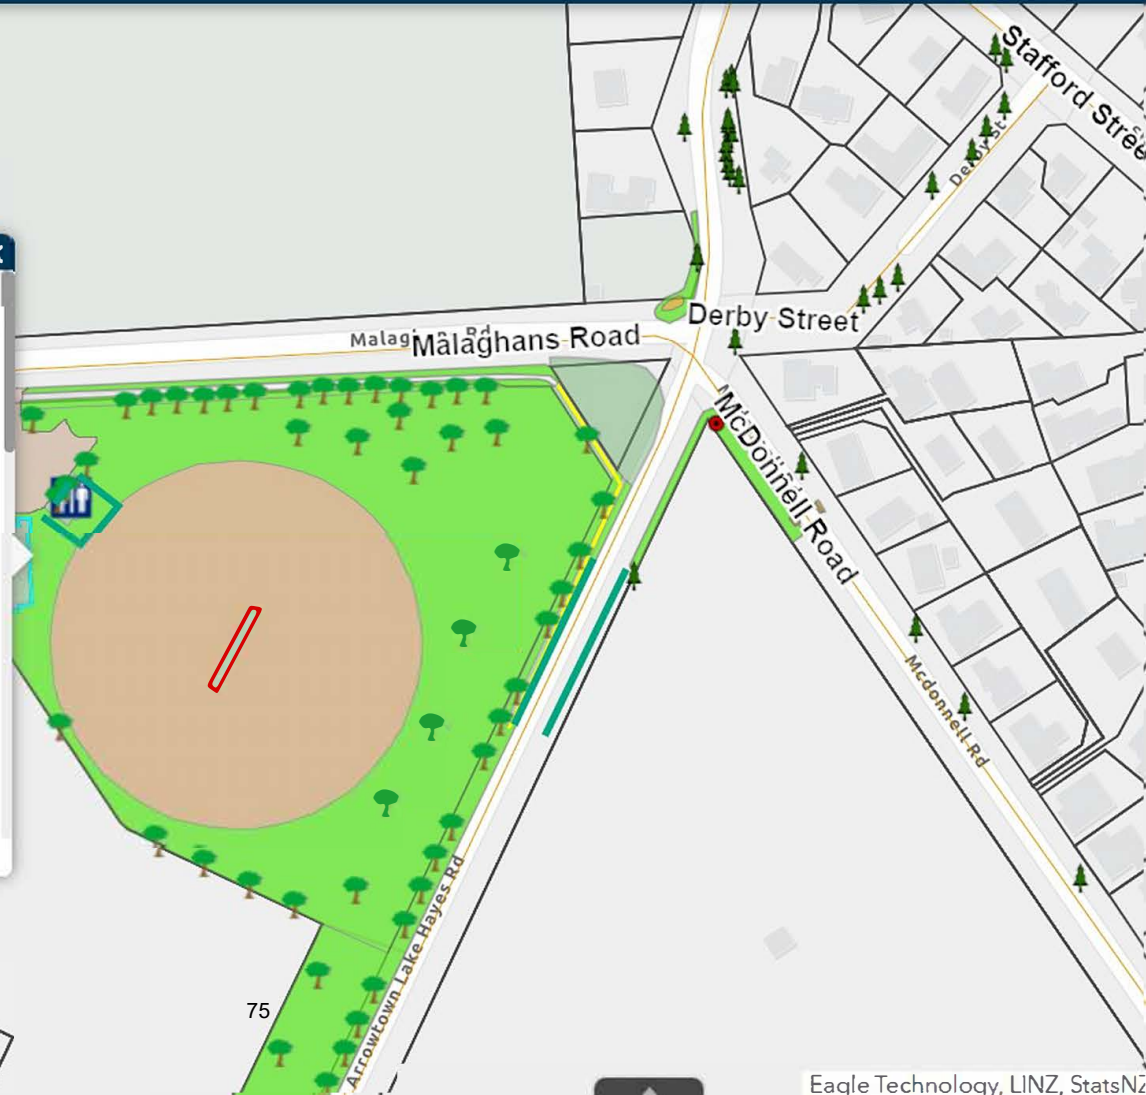 Stafford Stree
Derby St
Derby Street
Malaghans Rd
Malaghans Road
McDonnell Road
Mcdonnell Rd
Arrowtown Lake Hayes Rd
75
Eagle Technology, LINZ, StatsNZ